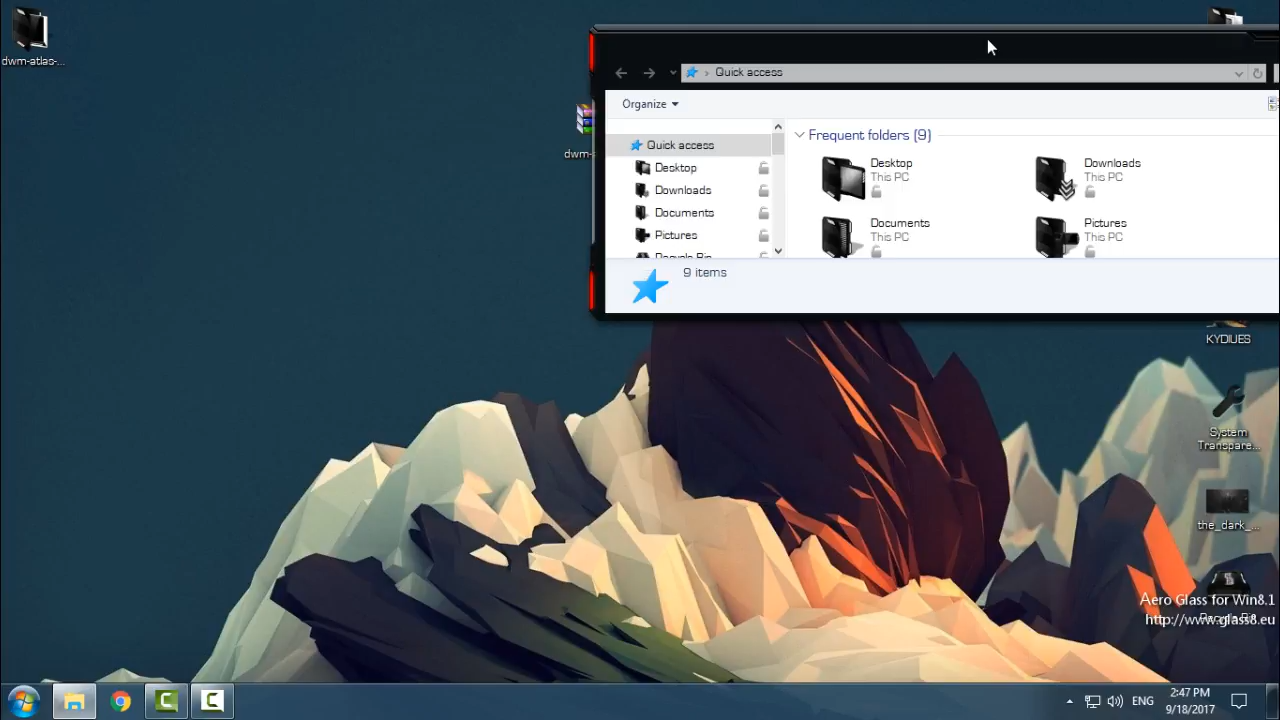 dwm-atlas-...
dwm-
Quick access
Organize
Quick access
Desktop
Downloads
Documents
Pictures
Recycle Bin
Frequent folders (9)
Desktop
This PC
Downloads
This PC
Documents
This PC
Pictures
This PC
9 items
KYDIUES
System
Transpare...
the_dark_...
Aero Glass for Win8.1
http://www.glass8.eu
ENG
2:47 PM
9/18/2017